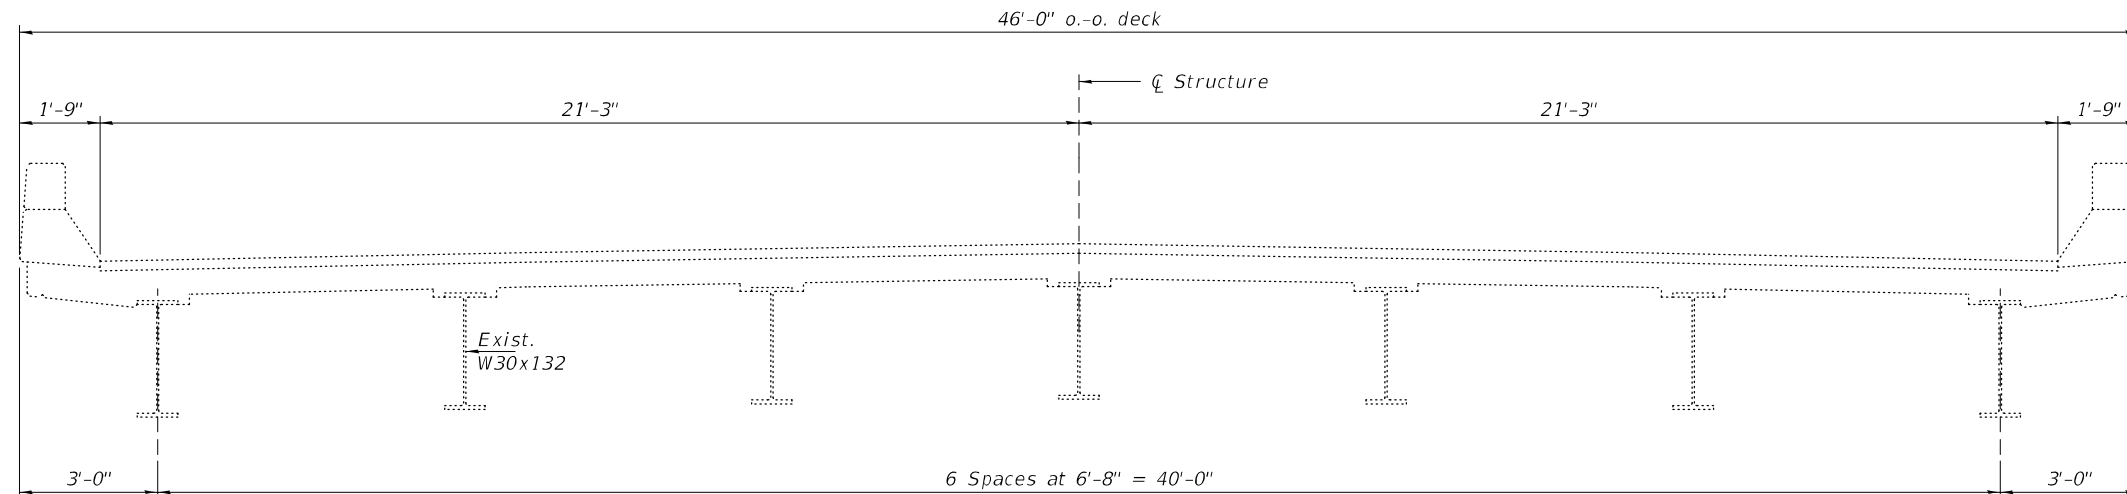 46'-0" o.-o. deck
℄ Structure
1'-9"
21'-3"
21'-3"
1'-9"
Exist.
W30x132
3'-0"
6 Spaces at 6'-8" = 40'-0"
3'-0"